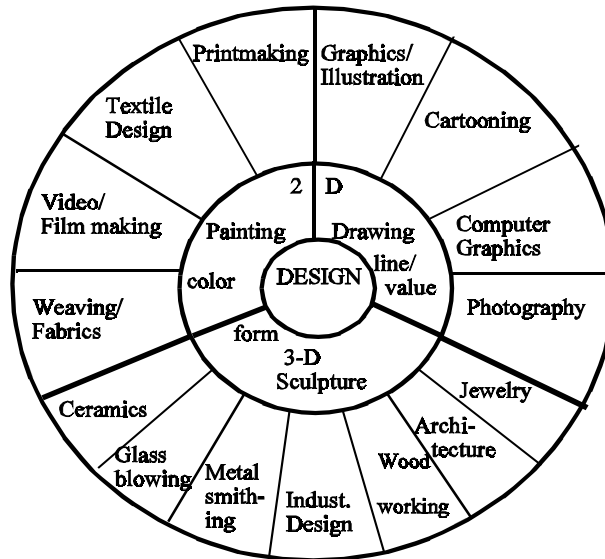 Printmaking
Graphics/
Illustration
Textile
Design
Cartooning
2 D
Video/
Film making
Painting
Drawing
Computer
Graphics
color
DESIGN
line/
value
Weaving/
Fabrics
Photography
form
3-D
Sculpture
Ceramics
Jewelry
Glass
blowing
Metal
smith-
ing
Indust.
Design
Wood
working
Archi-
tecture